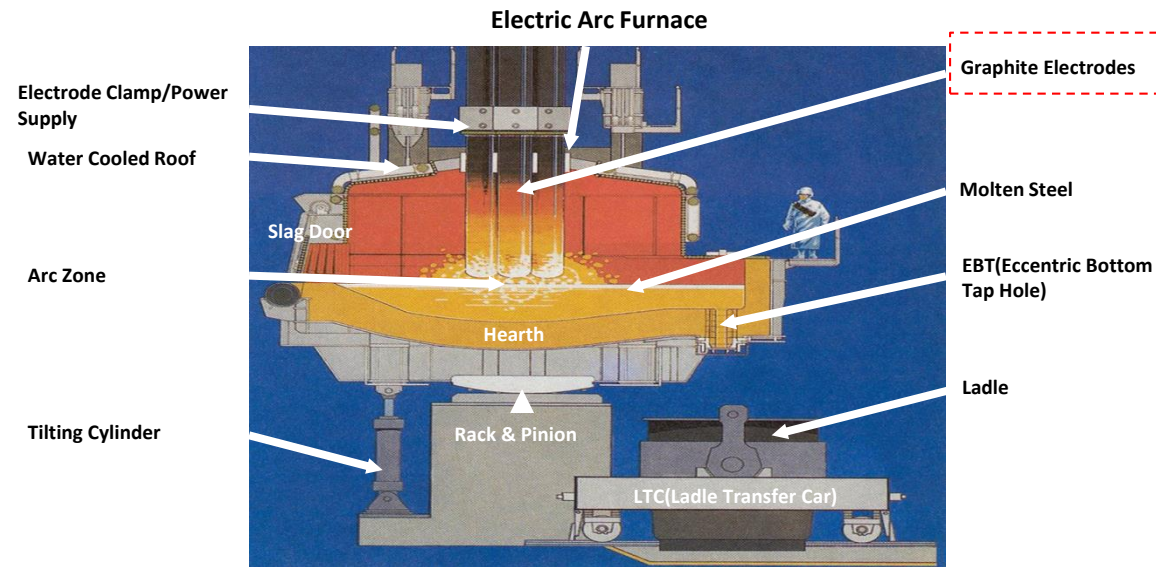 Electric Arc Furnace
Electrode Clamp/Power
Supply
Water Cooled Roof
Slag Door
Arc Zone
Tilting Cylinder
Graphite Electrodes
Molten Steel
EBT(Eccentric Bottom
Tap Hole)
Ladle
Hearth
Rack & Pinion
LTC(Ladle Transfer Car)